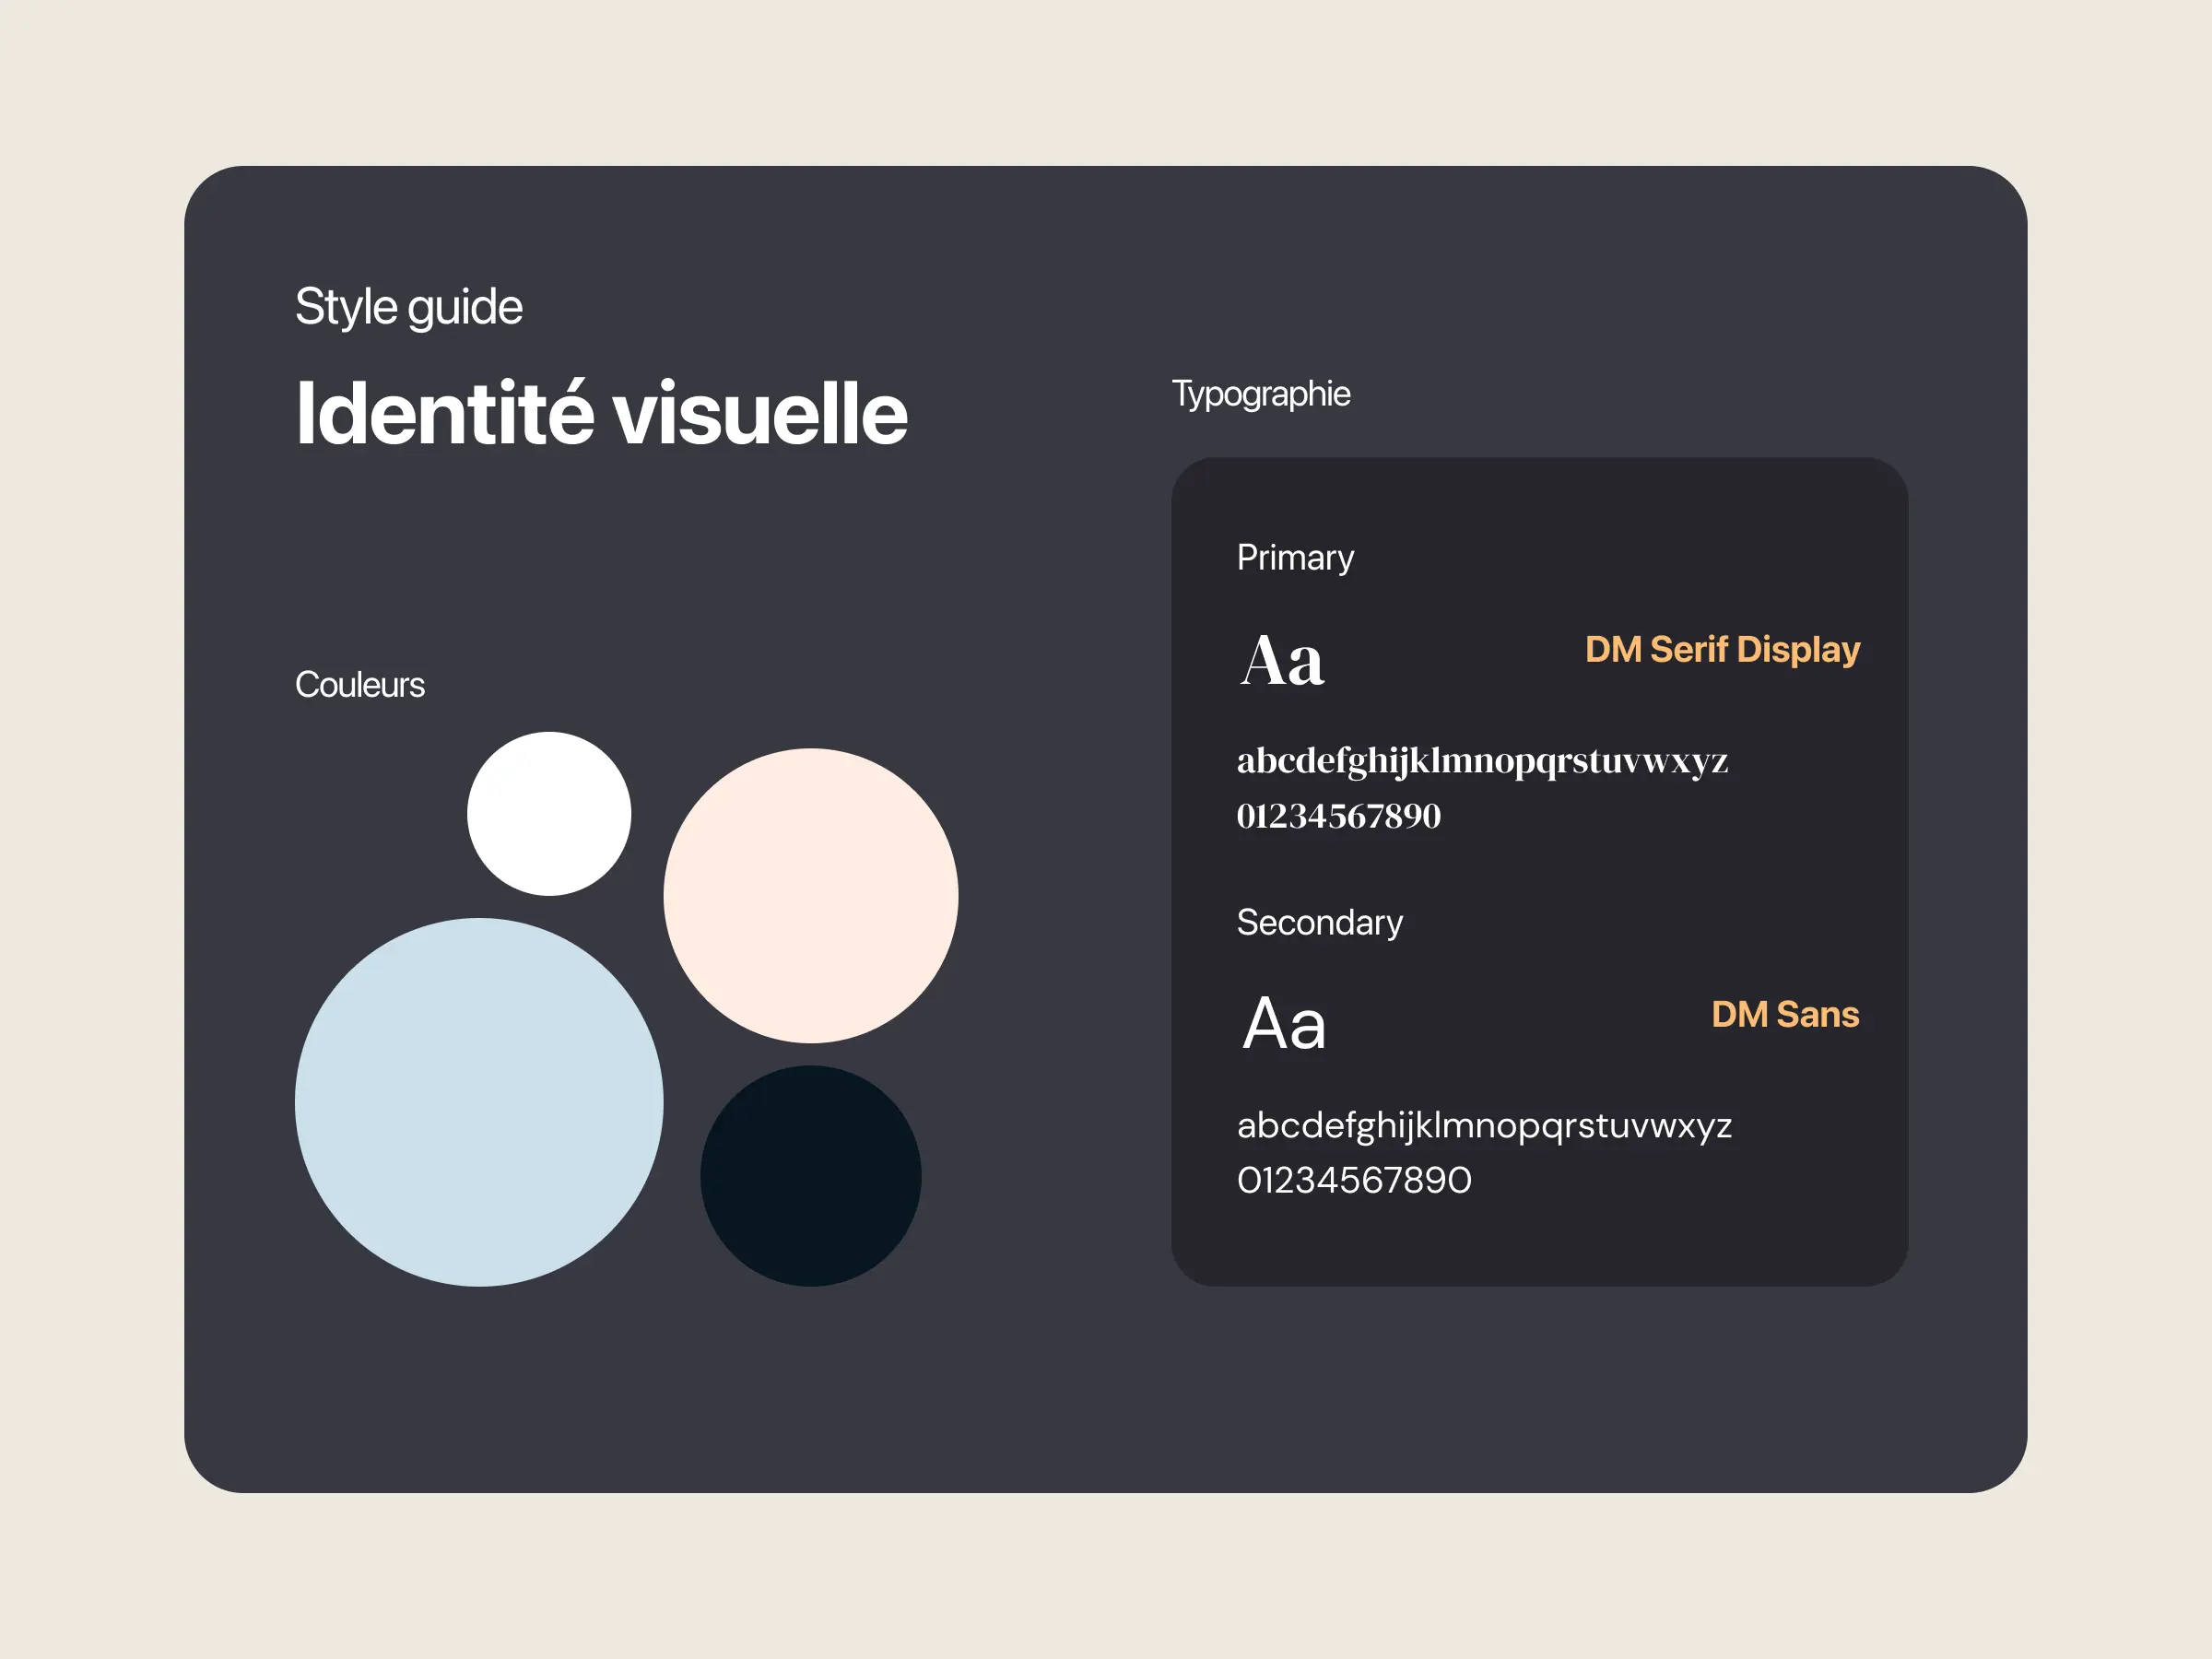 Style guide
Identité visuelle
Couleurs
Typographie
Primary
Aa
DM Serif Display
abcdefghijklmnopqrstuvwxyz
01234567890
Secondary
Aa
DM Sans
abcdefghijklmnopqrstuvwxyz
01234567890